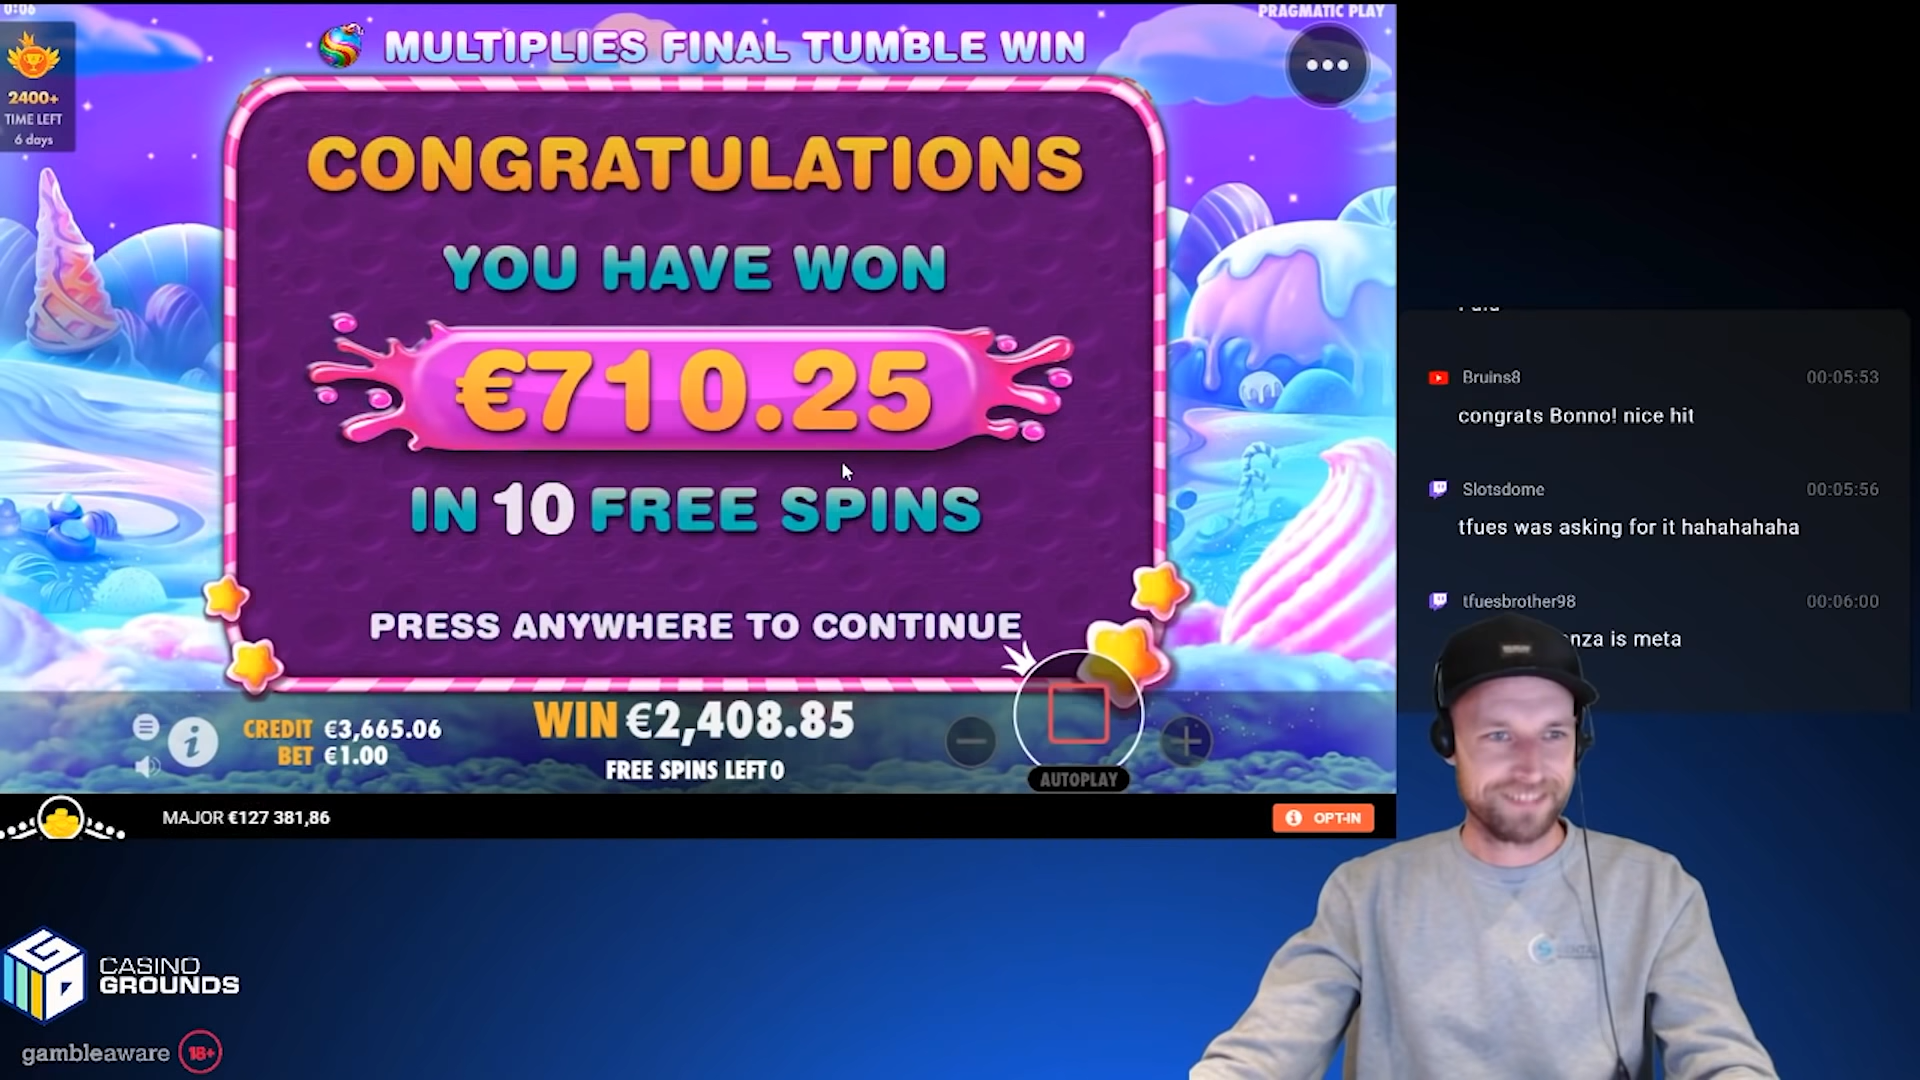 0:06
PRAGMATIC PLAY
MULTIPLIES FINAL TUMBLE WIN
2400+
TIME LEFT
6 days
CONGRATULATIONS
YOU HAVE WON
€710.25
IN 10 FREE SPINS
PRESS ANYWHERE TO CONTINUE
CREDIT €3,665.06
BET €1.00
WIN €2,408.85
FREE SPINS LEFT 0
AUTOPLAY
MAJOR €127 381,86
OPT-IN
Bruins8 00:05:53
congrats Bonno! nice hit
Slotsdome 00:05:56
tfues was asking for it hahahahaha
tfuesbrother98 00:06:00
is meta
CASINO
GROUNDS
gambleaware 18+